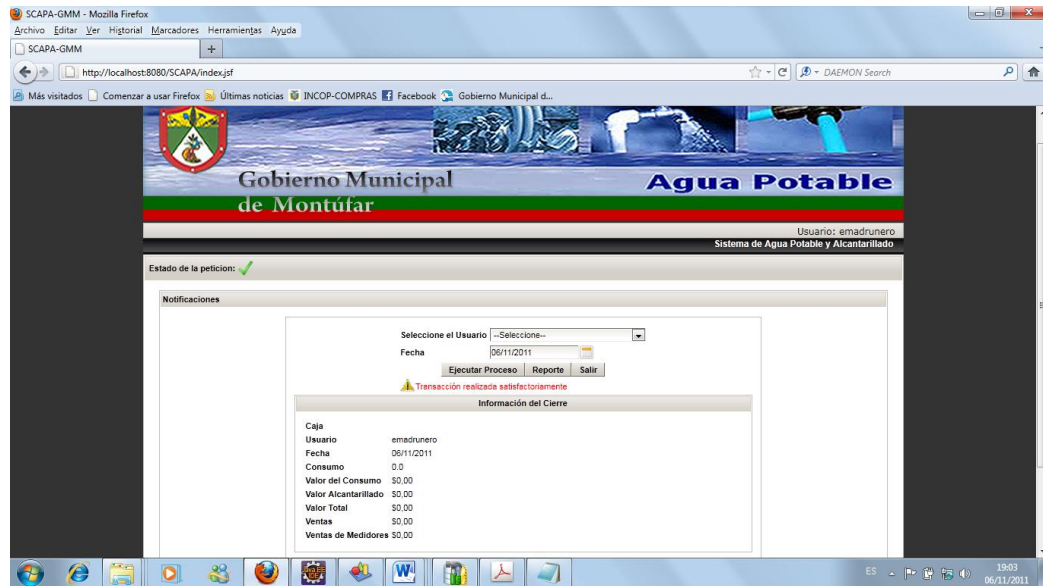 SCAPA-GMM - Mozilla Firefox
Archivo Editar Ver Historial Marcadores Herramientas Ayuda
SCAPA-GMM
http://localhost:8080/SCAPA/index.jsf
DAEMON Search
Más visitados Comenzar a usar Firefox Últimas noticias INCOP-COMPRAS Facebook Gobierno Municipal d...
Gobierno Municipal
de Montúfar
Agua Potable
Usuario: emadrunero
Sistema de Agua Potable y Alcantarillado
Estado de la peticion:
Notificaciones
Seleccione el Usuario --Seleccione--
Fecha 06/11/2011
Ejecutar Proceso Reporte Salir
Transacción realizada satisfactoriamente
Información del Cierre
Caja
Usuario emadrunero
Fecha 06/11/2011
Consumo 0.0
Valor del Consumo $0,00
Valor Alcantarillado $0,00
Valor Total $0,00
Ventas $0,00
Ventas de Medidores $0,00
ES
19:03
06/11/2011